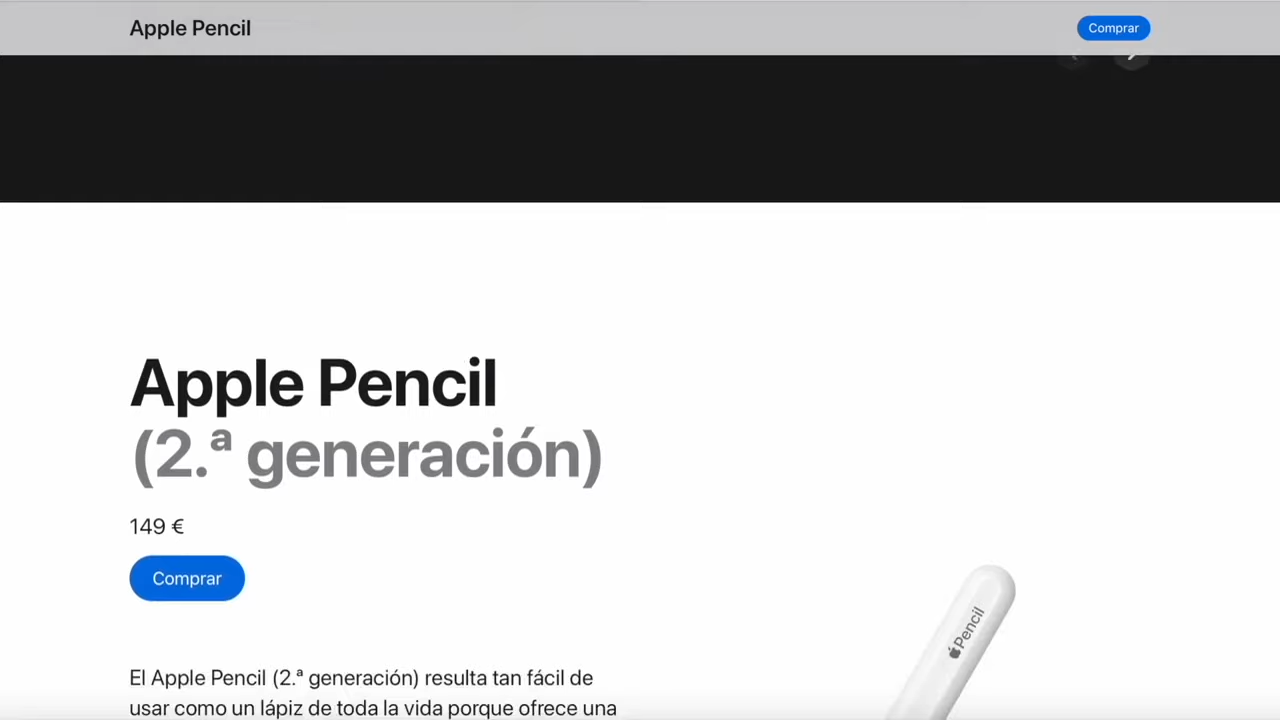 Apple Pencil
Comprar
Apple Pencil
(2.ª generación)
149 €
Comprar
Pencil
El Apple Pencil (2.ª generación) resulta tan fácil de
usar como un lápiz de toda la vida porque ofrece una